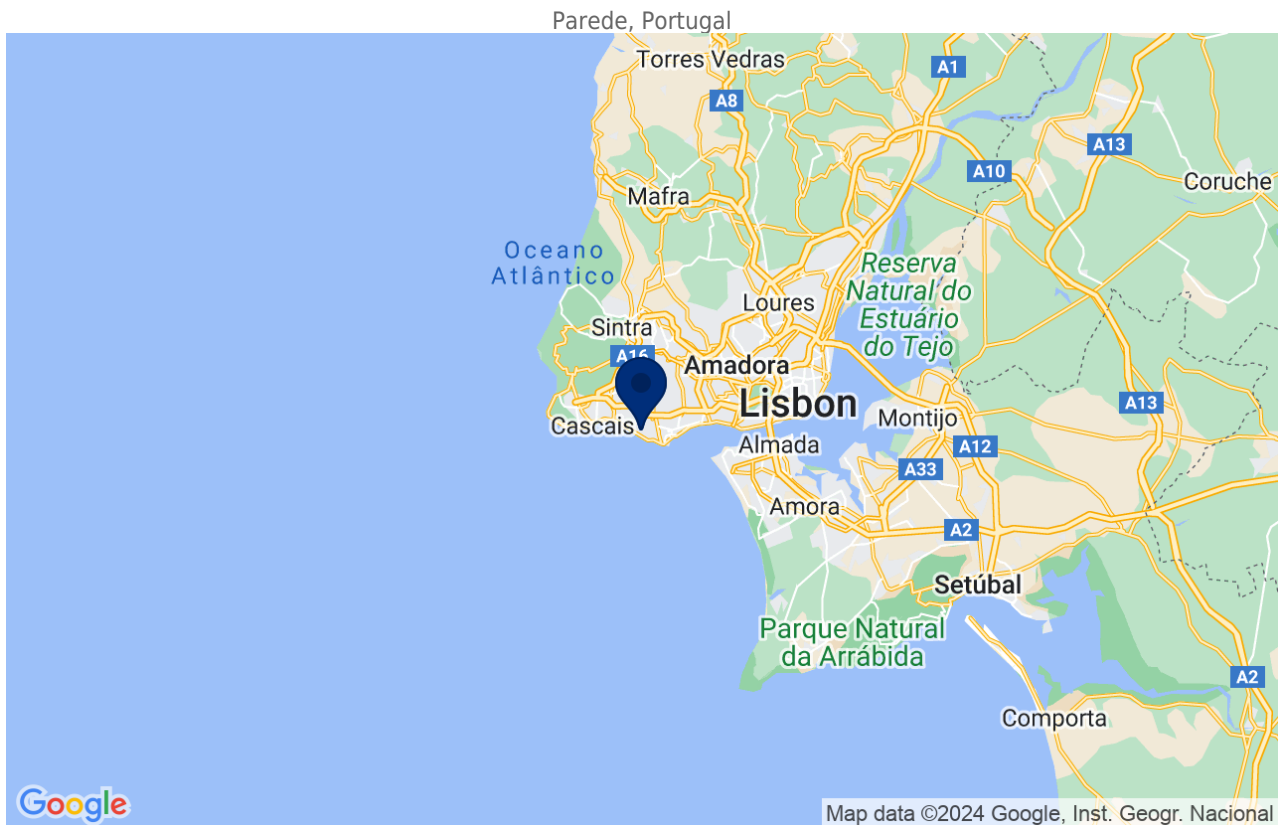 Parede, Portugal
Torres Vedras
A1
A8
A13
A10
Coruche
Mafra
Oceano
Atlântico
Reserva
Natural do
Estuário
do Tejo
Loures
Sintra
A16
Amadora
Lisbon
A13
Montijo
Cascais
Almada
A12
A33
Amora
A2
Setúbal
Parque Natural
da Arrábida
A2
Comporta
Google
Map data ©2024 Google, Inst. Geogr. Nacional